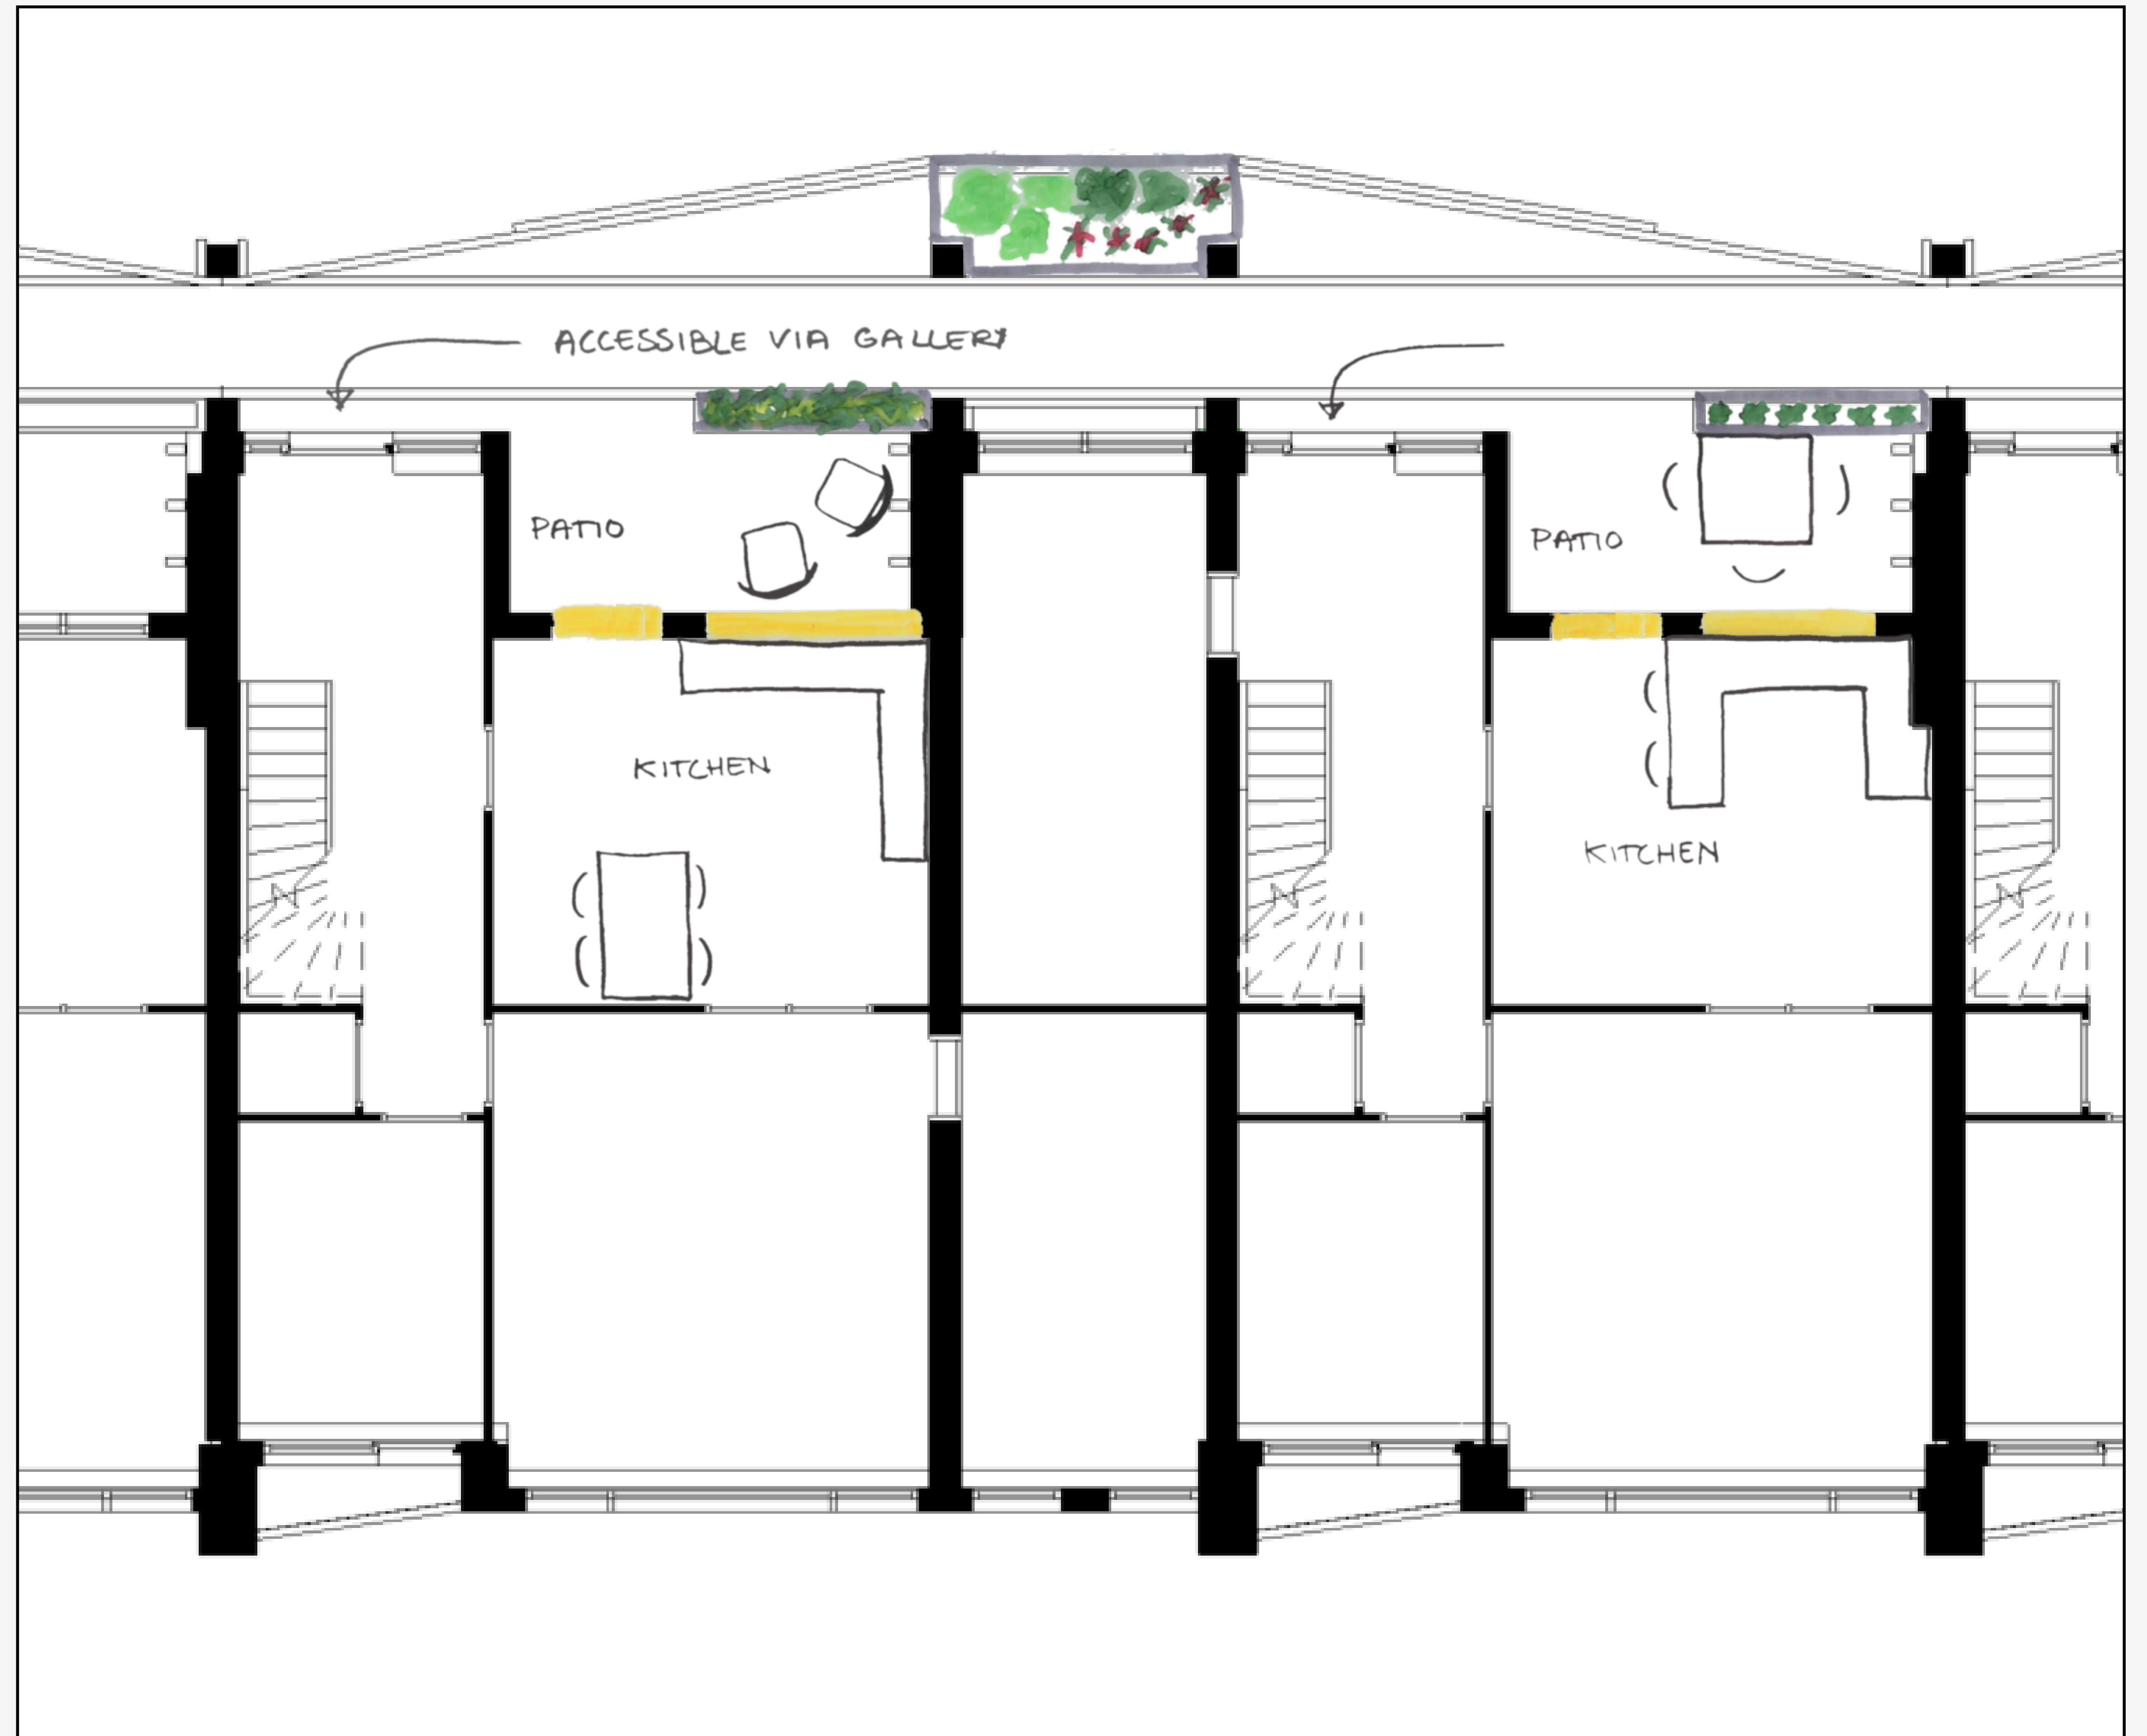 ACCESSIBLE VIA GALLERY
PATIO
PATIO
KITCHEN
KITCHEN